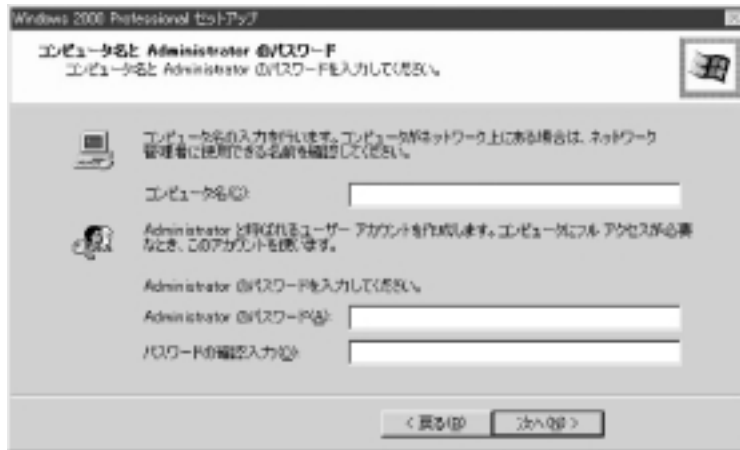 Windows 2000 Professional セットアップ
コンピュータ名と Administrator のパスワード
コンピュータ名と Administrator のパスワードを入力してください。
コンピュータ名の入力を行います。コンピュータがネットワーク上にある場合は、ネットワーク
管理者に使用できる名前を確認してください。
コンピュータ名(C):
Administrator と呼ばれるユーザー アカウントを作成します。コンピュータにフル アクセスが必要
なとき、このアカウントを使います。
Administrator のパスワードを入力してください。
Administrator のパスワード(A):
パスワードの確認入力(O):
< 戻る(B)
次へ(N) >